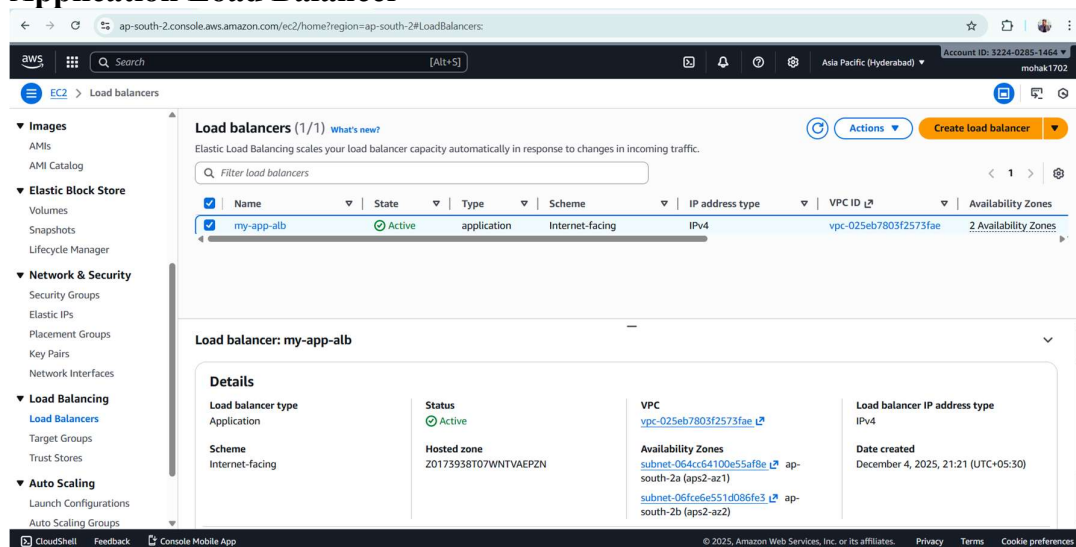 Application Load Balancer
ap-south-2.console.aws.amazon.com/ec2/home?region=ap-south-2#LoadBalancers:
aws Search [Alt+S] Asia Pacific (Hyderabad) Account ID: 3224-0285-1464
mohak1702
EC2 > Load balancers
Images
AMIs
AMI Catalog
Elastic Block Store
Volumes
Snapshots
Lifecycle Manager
Network & Security
Security Groups
Elastic IPs
Placement Groups
Key Pairs
Network Interfaces
Load Balancing
Load Balancers
Target Groups
Trust Stores
Auto Scaling
Launch Configurations
Auto Scaling Groups
Load balancers (1/1) What's new? Actions Create load balancer
Elastic Load Balancing scales your load balancer capacity automatically in response to changes in incoming traffic.
Filter load balancers 1
Name State Type Scheme IP address type VPC ID Availability Zones
my-app-alb Active application Internet-facing IPv4 vpc-025eb7803f2573fae 2 Availability Zones
Load balancer: my-app-alb
Details
Load balancer type
Application
Scheme
Internet-facing
Status
Active
Hosted zone
Z0173938T07WNTVAEPZN
VPC
vpc-025eb7803f2573fae
Availability Zones
subnet-064cc64100e55af8e ap-
south-2a (aps2-az1)
subnet-06fce6e551d086fe3 ap-
south-2b (aps2-az2)
Load balancer IP address type
IPv4
Date created
December 4, 2025, 21:21 (UTC+05:30)
CloudShell Feedback Console Mobile App © 2025, Amazon Web Services, Inc. or its affiliates. Privacy Terms Cookie preferences